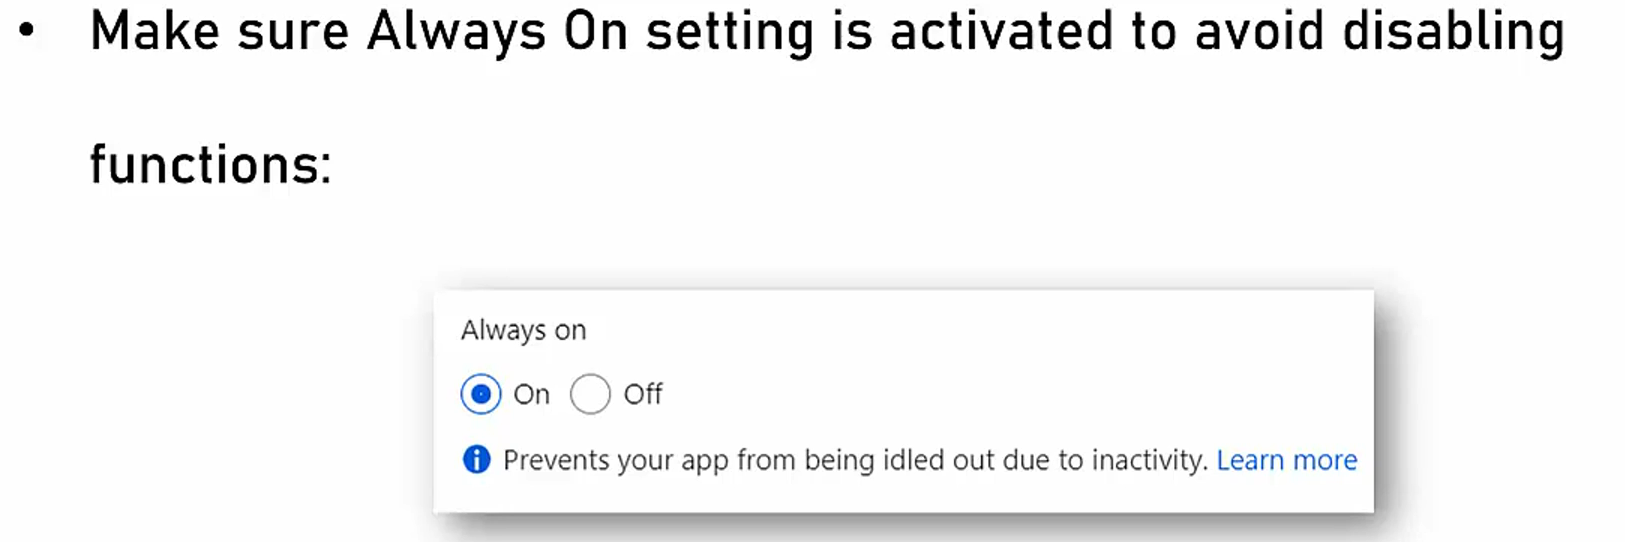 • Make sure Always On setting is activated to avoid disabling
functions:
Always on
On Off
Prevents your app from being idled out due to inactivity. Learn more